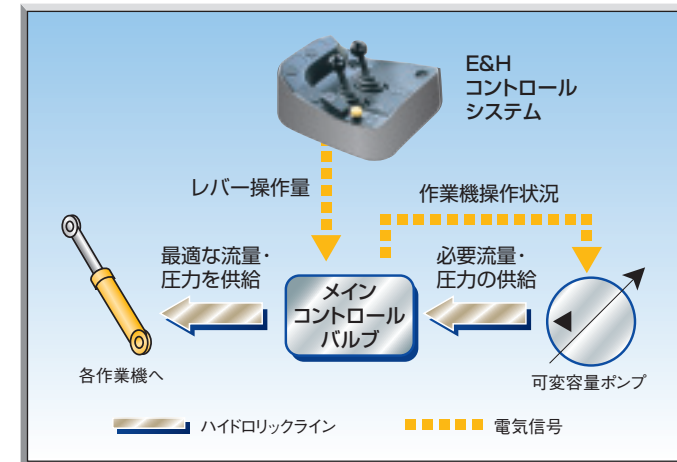 E&H
コントロール
システム
レバー操作量
作業機操作状況
最適な流量・
圧力を供給
必要流量・
圧力の供給
メイン
コントロール
バルブ
各作業機へ
可変容量ポンプ
ハイドロリックライン
電気信号